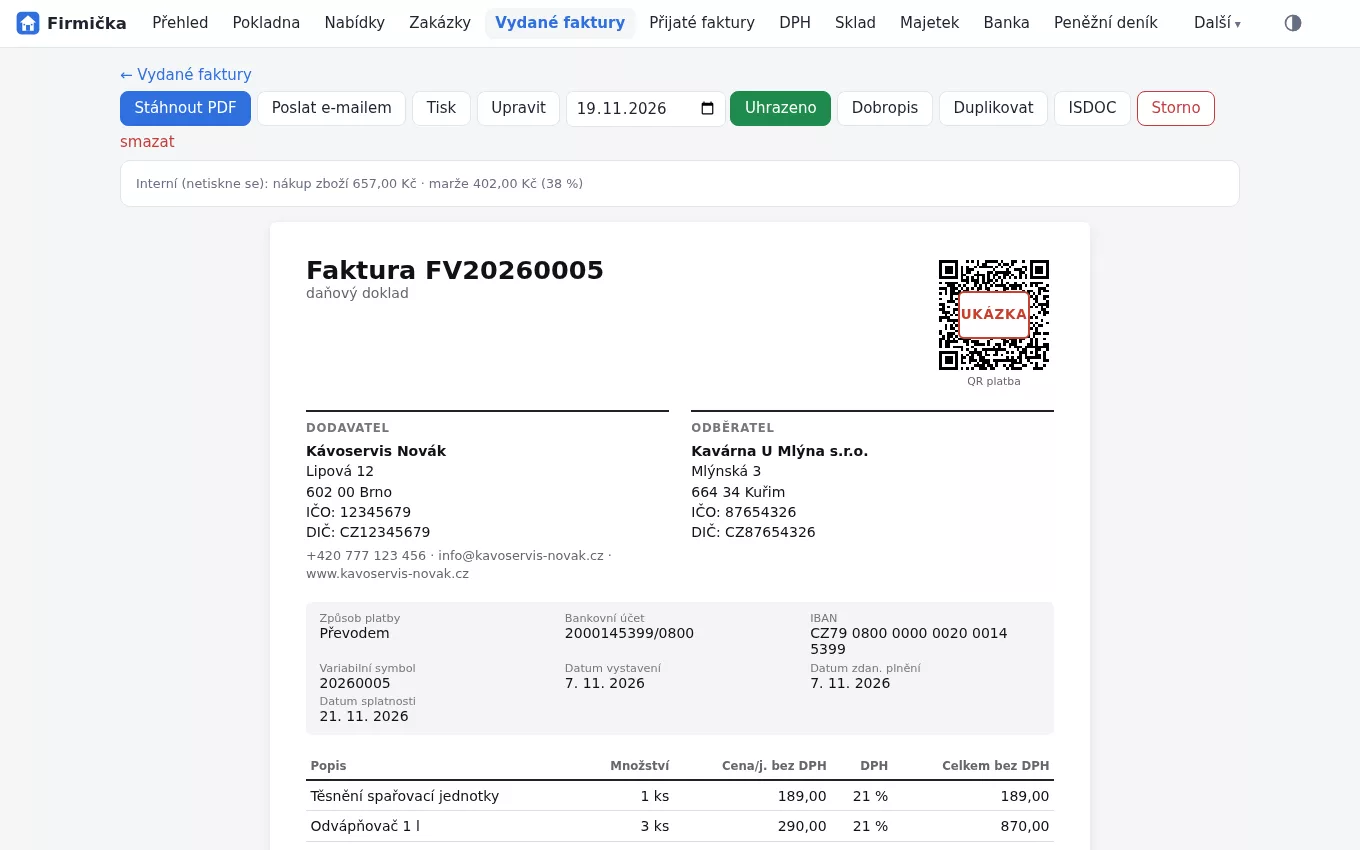 Firmička Přehled Pokladna Nabídky Zakázky Vydané faktury Přijaté faktury DPH Sklad Majetek Banka Peněžní deník Další ▾
← Vydané faktury
Stáhnout PDF Poslat e-mailem Tisk Upravit 19.11.2026 Uhrazeno Dobropis Duplikovat ISDOC Storno
smazat
Interní (netiskne se): nákup zboží 657,00 Kč · marže 402,00 Kč (38 %)
Faktura FV20260005
daňový doklad
UKÁZKA
QR platba
DODAVATEL
Kávoservis Novák
Lipová 12
602 00 Brno
IČO: 12345679
DIČ: CZ12345679
+420 777 123 456 · info@kavoservis-novak.cz ·
www.kavoservis-novak.cz
ODBĚRATEL
Kavárna U Mlýna s.r.o.
Mlýnská 3
664 34 Kuřim
IČO: 87654326
DIČ: CZ87654326
Způsob platby Bankovní účet IBAN
Převodem 2000145399/0800 CZ79 0800 0000 0020 0014
5399
Variabilní symbol Datum vystavení Datum zdan. plnění
20260005 7. 11. 2026 7. 11. 2026
Datum splatnosti
21. 11. 2026
Popis Množství Cena/j. bez DPH DPH Celkem bez DPH
Těsnění spařovací jednotky 1 ks 189,00 21 % 189,00
Odvápňovač 1 l 3 ks 290,00 21 % 870,00